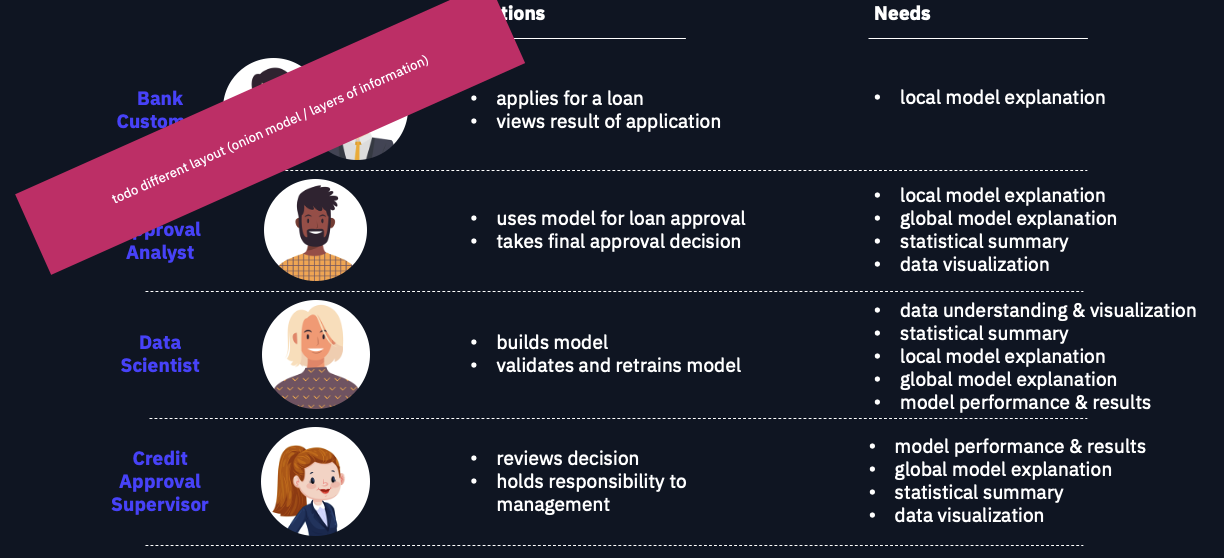 tions
Needs
todo different layout (onion model / layers of information)
Bank
Custom
• applies for a loan
• views result of application
• local model explanation
proval
Analyst
• uses model for loan approval
• takes final approval decision
• local model explanation
• global model explanation
• statistical summary
• data visualization
Data
Scientist
• builds model
• validates and retrains model
• data understanding & visualization
• statistical summary
• local model explanation
• global model explanation
• model performance & results
Credit
Approval
Supervisor
• reviews decision
• holds responsibility to
management
• model performance & results
• global model explanation
• statistical summary
• data visualization